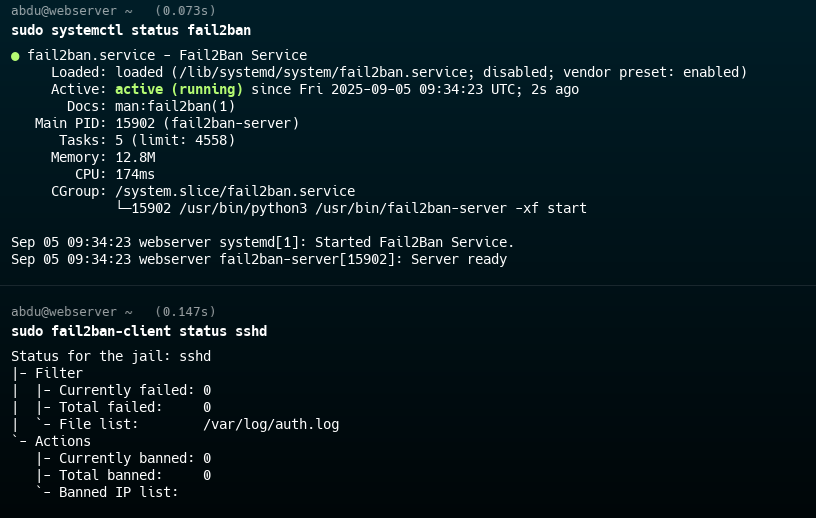 abdu@webserver ~ (0.073s)
sudo systemctl status fail2ban
● fail2ban.service - Fail2Ban Service
     Loaded: loaded (/lib/systemd/system/fail2ban.service; disabled; vendor preset: enabled)
     Active: active (running) since Fri 2025-09-05 09:34:23 UTC; 2s ago
       Docs: man:fail2ban(1)
   Main PID: 15902 (fail2ban-server)
      Tasks: 5 (limit: 4558)
     Memory: 12.8M
        CPU: 174ms
     CGroup: /system.slice/fail2ban.service
             └─15902 /usr/bin/python3 /usr/bin/fail2ban-server -xf start
Sep 05 09:34:23 webserver systemd[1]: Started Fail2Ban Service.
Sep 05 09:34:23 webserver fail2ban-server[15902]: Server ready
abdu@webserver ~ (0.147s)
sudo fail2ban-client status sshd
Status for the jail: sshd
|- Filter
|  |- Currently failed: 0
|  |- Total failed:     0
|  `- File list:        /var/log/auth.log
`- Actions
   |- Currently banned: 0
   |- Total banned:     0
   `- Banned IP list: